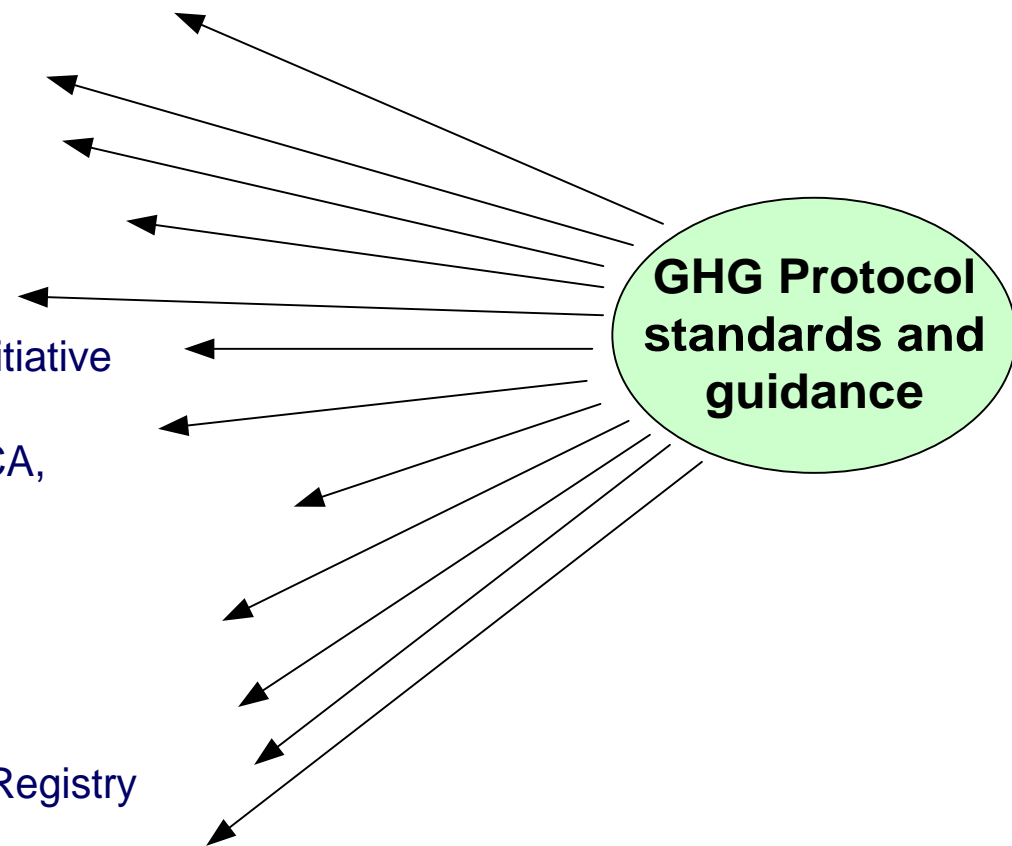 itiative
CA,
Registry
GHG Protocol
standards and
guidance